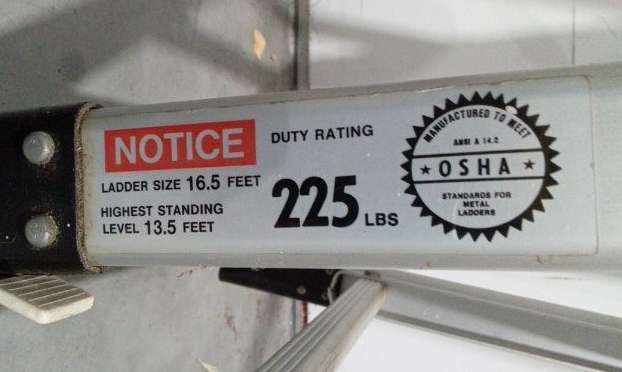 NOTICE
LADDER SIZE 16.5 FEET
HIGHEST STANDING
LEVEL 13.5 FEET
DUTY RATING
225 LBS
MANUFACTURED TO MEET
ANSI A 14.2
★ OSHA ★
STANDARDS FOR
METAL
LADDERS